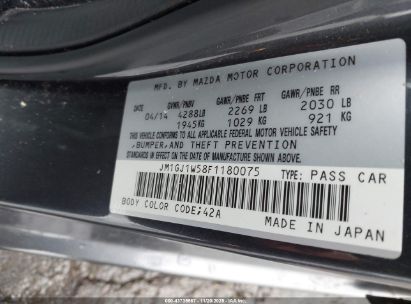 MFD. BY MAZDA MOTOR CORPORATION
GVWR/PNBV GAWR/PNBE FRT GAWR/PNBE RR
04/14 4288LB 2269 LB 2030 LB
1945KG 1029 KG 921 KG
THIS VEHICLE CONFORMS TO ALL APPLICABLE FEDERAL MOTOR VEHICLE SAFETY
, BUMPER, AND THEFT PREVENTION
STANDARDS IN EFFECT ON THE DATE OF MANUFACTURE SHOWN ABOVE.
JM1GJ1W58F1180075 TYPE: PASS CAR
BODY COLOR CODE;42A
MADE IN JAPAN